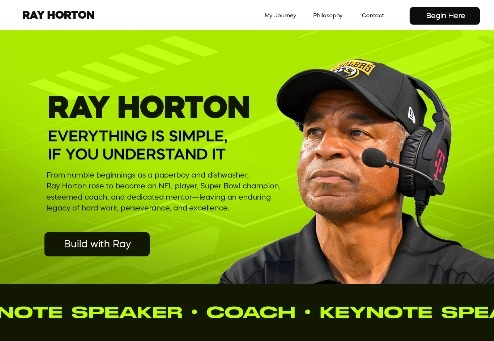 RAY HORTON
My Journey Philosophy Contact Begin Here
RAY HORTON
EVERYTHING IS SIMPLE,
IF YOU UNDERSTAND IT
From humble beginnings as a paperboy and dishwasher,
Ray Horton rose to become an NFL player, Super Bowl champion,
esteemed coach, and dedicated mentor—leaving an enduring
legacy of hard work, perseverance, and excellence.
Build with Ray
NOTE SPEAKER • COACH • KEYNOTE SPEA